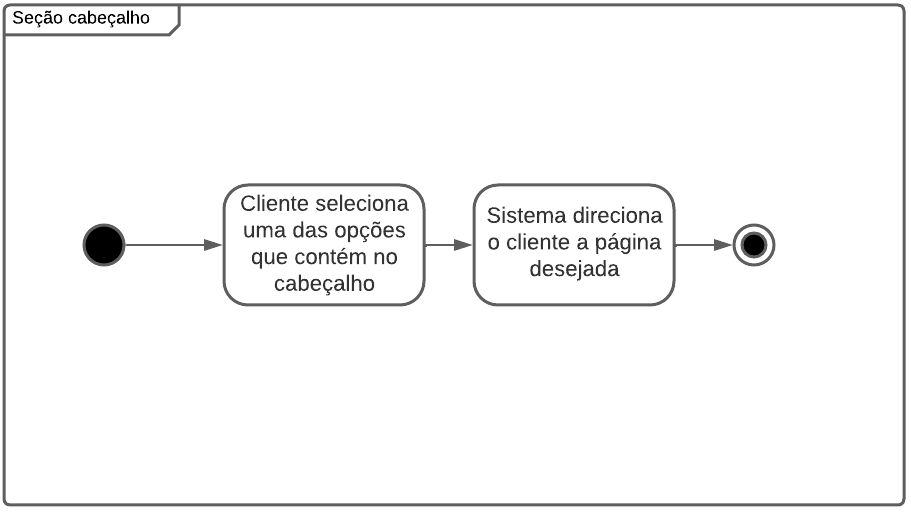 Seção cabeçalho
Cliente seleciona
uma das opções
que contém no
cabeçalho
Sistema direciona
o cliente a página
desejada